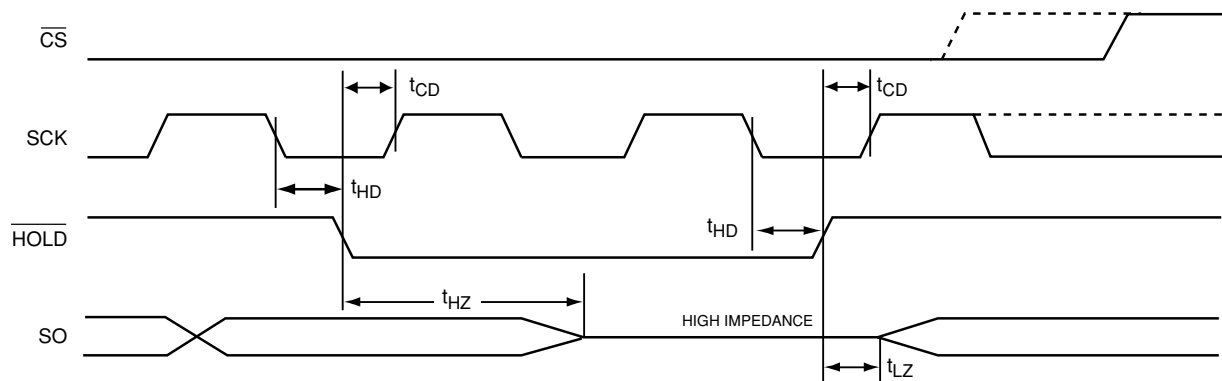 CS
tCD
tCD
SCK
tHD
HOLD
tHD
tHZ
HIGH IMPEDANCE
SO
tLZ